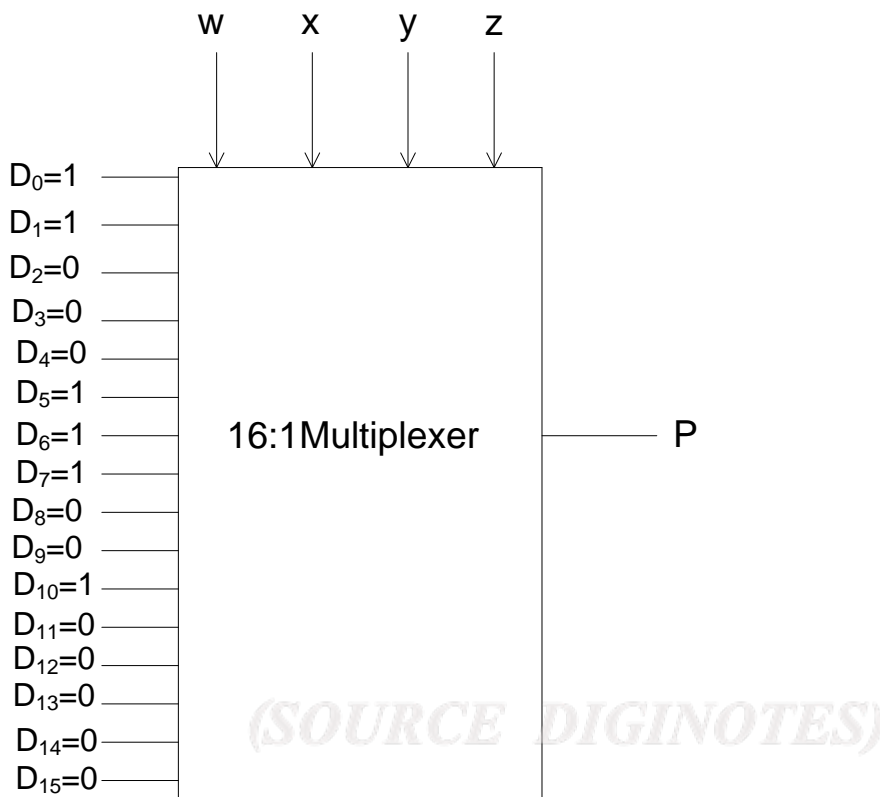 w x y z
D₀=1
D₁=1
D₂=0
D₃=0
D₄=0
D₅=1
D₆=1
16:1Multiplexer
P
D₇=1
D₈=0
D₉=0
D₁₀=1
D₁₁=0
D₁₂=0
D₁₃=0
(SOURCE DIGINOTES)
D₁₄=0
D₁₅=0